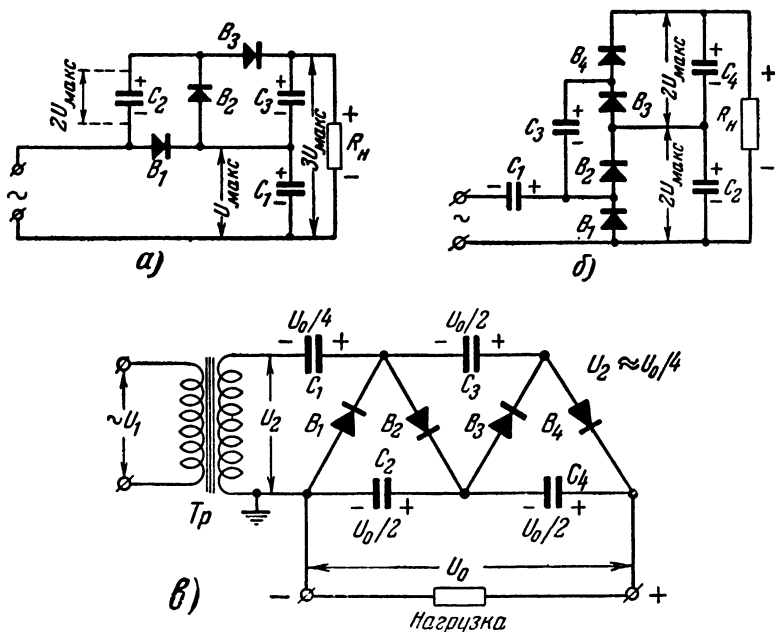 B₃
2Uмакс
+
-
C₂
B₂
+
-
C₃
B₁
3Uмакс
+
Rн
-
Uмакс
+
-
C₁
~
а)
B₄
2Uмакс
+
-
C₄
+
Rн
-
B₃
+
-
C₃
C₁
- +
B₂
2Uмакс
+
-
C₂
~
B₁
б)
U₀/4
- +
C₁
U₀/2
- +
C₃
U₂ ≈ U₀/4
~U₁
U₂
B₁
B₂
B₃
B₄
C₂
C₄
- +
- +
Тр
U₀/2
U₀/2
U₀
- +
Нагрузка
в)